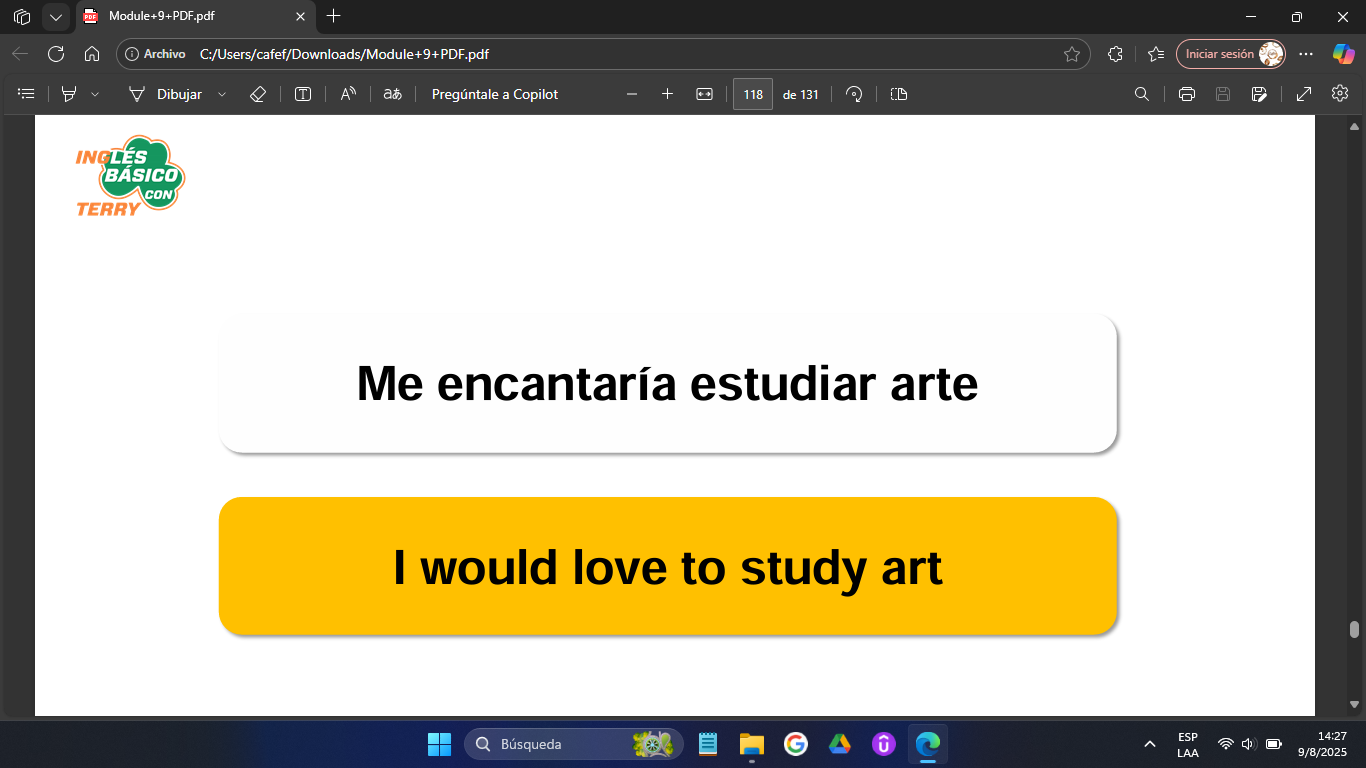 Module+9+PDF.pdf
Archivo C:/Users/cafef/Downloads/Module+9+PDF.pdf Iniciar sesión
Dibujar aあ Pregúntale a Copilot 118 de 131
INGLÉS
BÁSICO
CON
TERRY
Me encantaría estudiar arte
I would love to study art
Búsqueda
ESP
LAA
14:27
9/8/2025